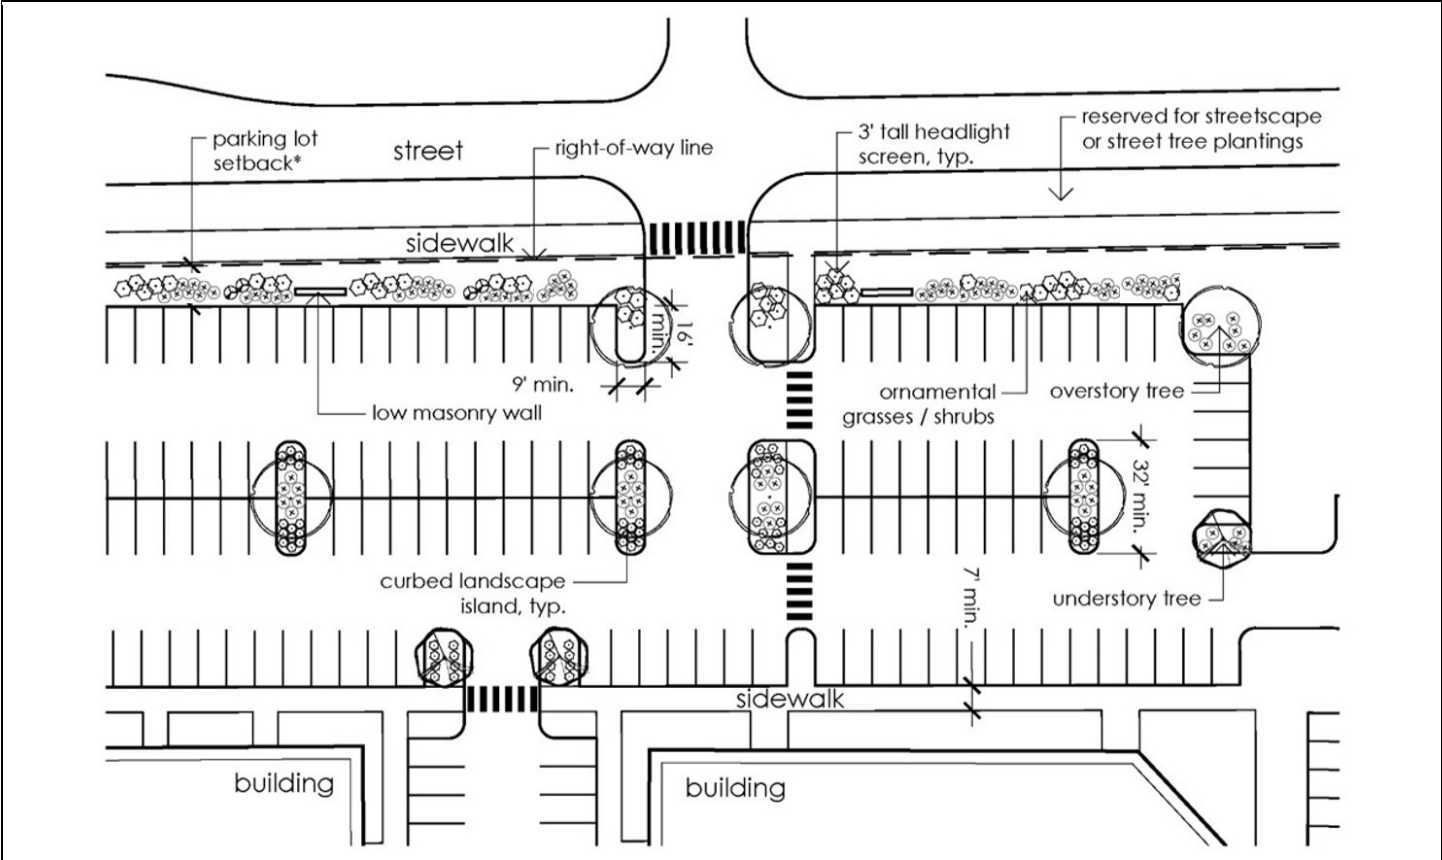 parking lot
setback*
street
right-of-way line
3' tall headlight
screen, typ.
reserved for streetscape
or street tree plantings
sidewalk
16'
min.
9' min.
low masonry wall
ornamental
grasses / shrubs
overstory tree
32' min.
curbed landscape
island, typ.
7' min.
understory tree
sidewalk
building
building